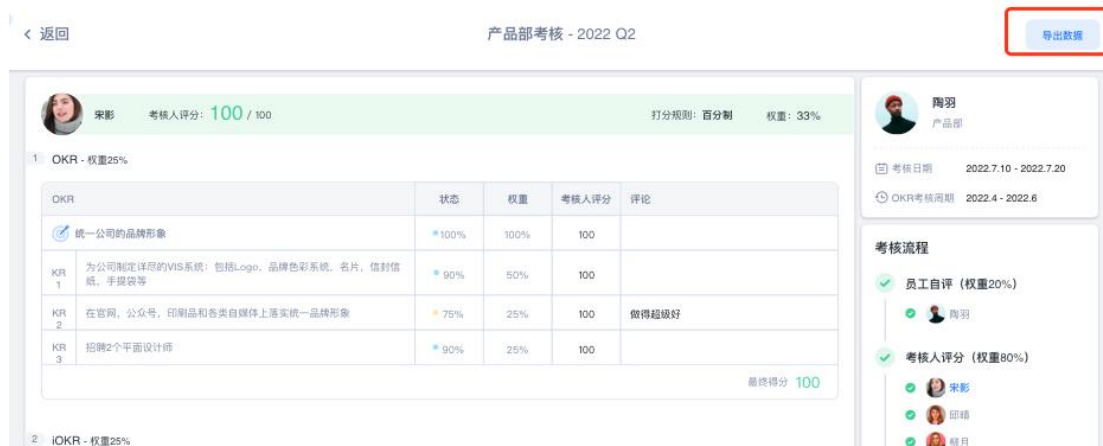 < 返回
产品部考核 - 2022 Q2
导出数据
宋影
考核人评分: 100 / 100
打分规则: 百分制
权重: 33%
1 OKR - 权重25%
OKR 状态 权重 考核人评分 评论
统一公司的品牌形象 100% 100% 100
KR 1 为公司制定详尽的VIS系统: 包括Logo, 品牌色彩系统, 名片, 信封信
纸、手提袋等 90% 50% 100
KR 2 在官网, 公众号, 印刷品和各类自媒体上落实统一品牌形象 75% 25% 100 做得超级好
KR 3 招聘2个平面设计师 90% 25% 100
最终得分 100
2 iOKR - 权重25%
陶羽
产品部
考核日期 2022.7.10 - 2022.7.20
OKR考核周期 2022.4 - 2022.6
考核流程
员工自评（权重20%）
陶羽
考核人评分（权重80%）
宋影
邱晴
柳月